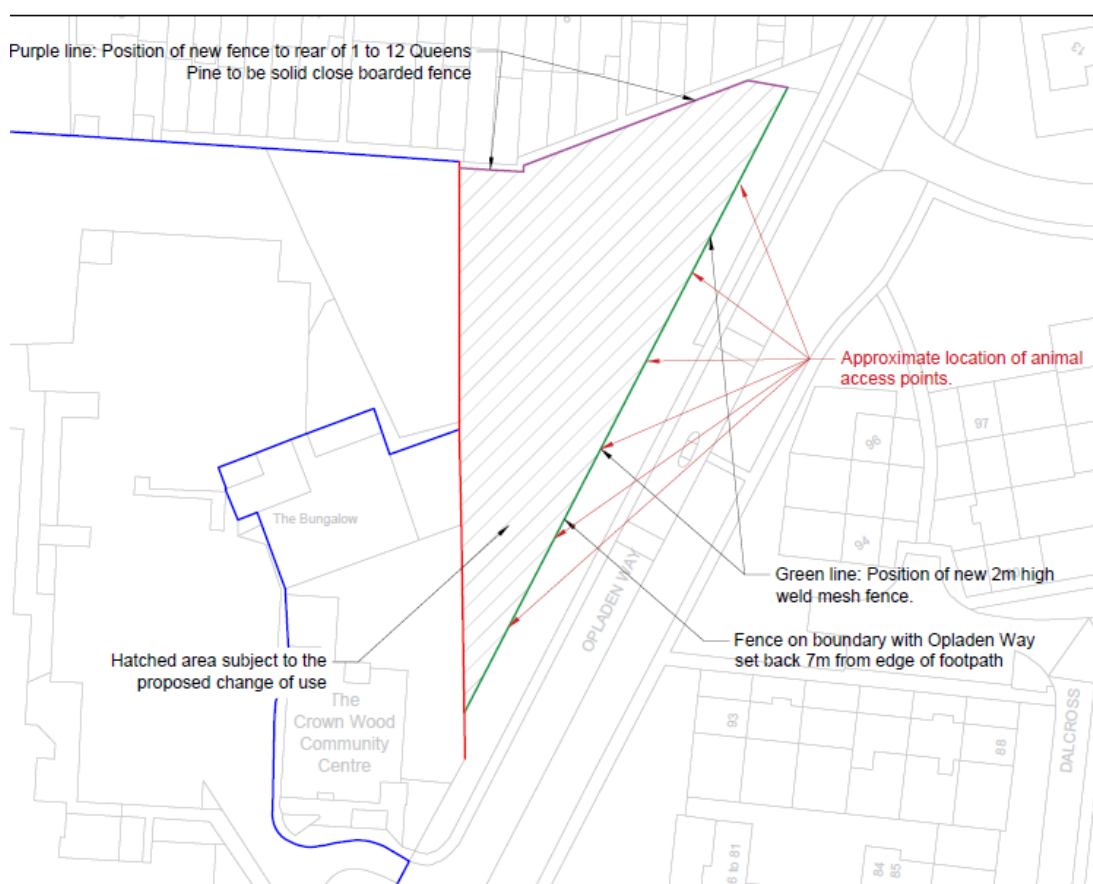 Purple line: Position of new fence to rear of 1 to 12 Queens
Pine to be solid close boarded fence
13
Approximate location of animal
access points.
96
97
94
The Bungalow
OPLADEN WAY
Green line: Position of new 2m high
weld mesh fence.
Fence on boundary with Opladen Way
set back 7m from edge of footpath
Hatched area subject to the
proposed change of use
The
Crown Wood
Community
Centre
93
88
DALCROSS
to 81
84
85